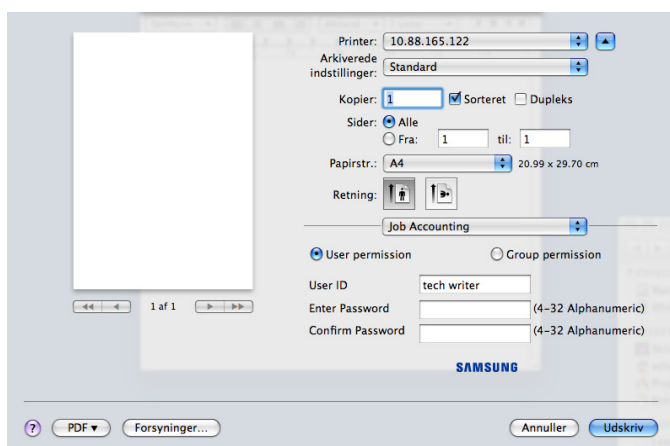 Printer: 10.88.165.122
Arkiverede
indstillinger: Standard
Kopier: 1 Sorteret Dupleks
Sider: Alle
Fra: 1 til: 1
Papirstr.: A4 20.99 x 29.70 cm
Retning:
Job Accounting
User permission Group permission
User ID tech writer
1 af 1
Enter Password (4-32 Alphanumeric)
Confirm Password (4-32 Alphanumeric)
SAMSUNG
? PDF Forsyninger... Annuller Udskriv